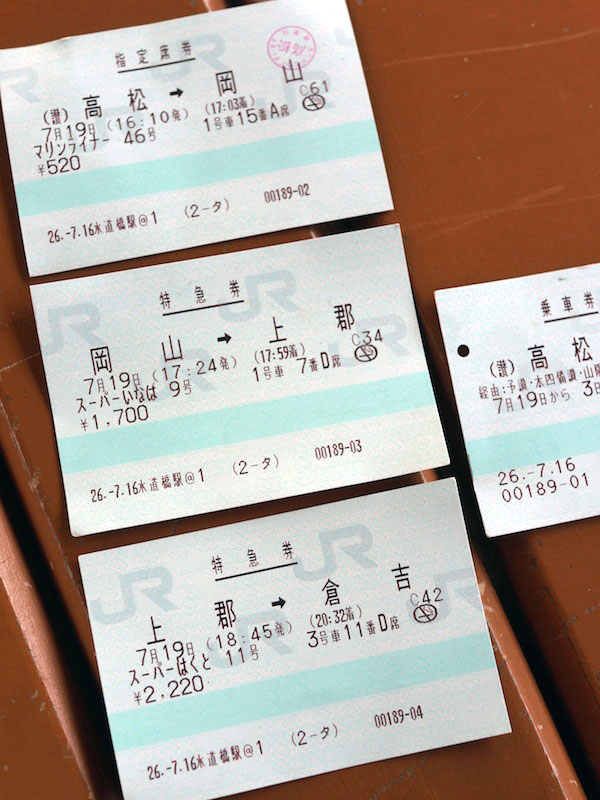 指定席券
(讃) 高松 ➡ 岡山
7月19日 (16:10発) (17:03着) C61
マリンライナー 46号 1号車 15番A席
¥520
26.-7.16水道橋駅@1 (2-タ) 00189-02
特急券
岡山 ➡ 上郡
7月19日 (17:24発) (17:59着) C34
スーパーいなば 9号 1号車 7番D席
¥1,700
26.-7.16水道橋駅@1 (2-タ) 00189-03
特急券
上郡 ➡ 倉吉
7月19日 (18:45発) (20:32着) C42
スーパーはくと 11号 3号車 11番D席
¥2,220
26.-7.16水道橋駅@1 (2-タ) 00189-04
乗車券
(讃) 高松
経由:予讃・本四備讃・山陽
7月19日から 3日
26.-7.16
00189-01
JR